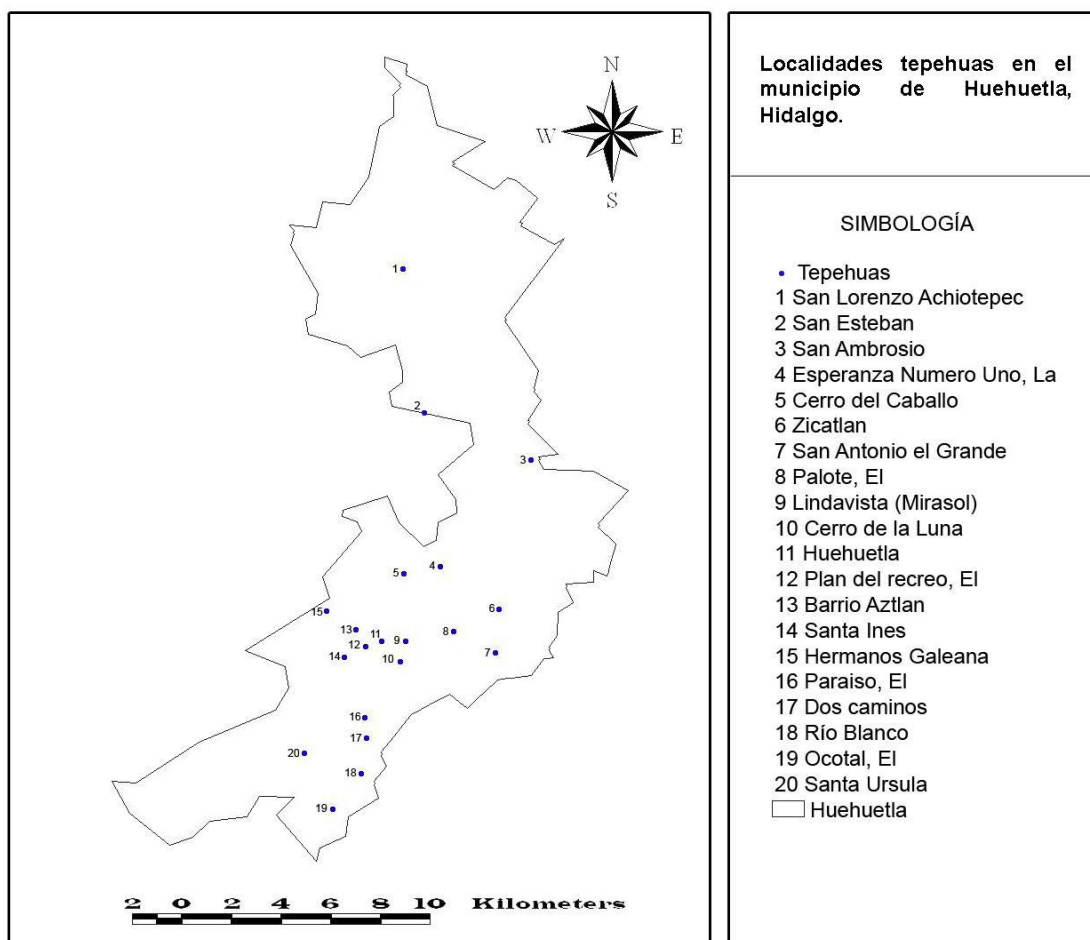 N
W E
S
1
2
3
4
5
6
15
13
8
11
9
12
7
14
10
16
17
20
18
19
2 0 2 4 6 8 10 Kilometers
Localidades tepehuas en el
municipio de Huehuetla,
Hidalgo.
SIMBOLOGÍA
Tepehuas
1 San Lorenzo Achiotepec
2 San Esteban
3 San Ambrosio
4 Esperanza Numero Uno, La
5 Cerro del Caballo
6 Zicatlan
7 San Antonio el Grande
8 Palote, El
9 Lindavista (Mirasol)
10 Cerro de la Luna
11 Huehuetla
12 Plan del recreo, El
13 Barrio Aztlan
14 Santa Ines
15 Hermanos Galeana
16 Paraiso, El
17 Dos caminos
18 Río Blanco
19 Ocotal, El
20 Santa Ursula
Huehuetla